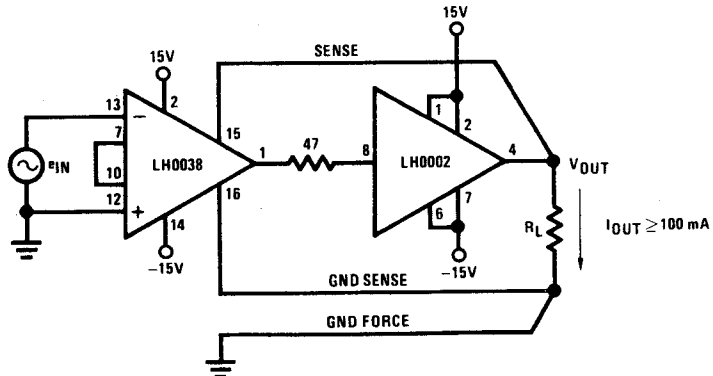 15V
SENSE
15V
13
2
7
15
1
2
47
LH0038
1
8
LH0002
4
eIN
VOUT
10
16
12
7
14
6
RL
IOUT ≥ 100 mA
−
+
−15V
−15V
GND SENSE
GND FORCE